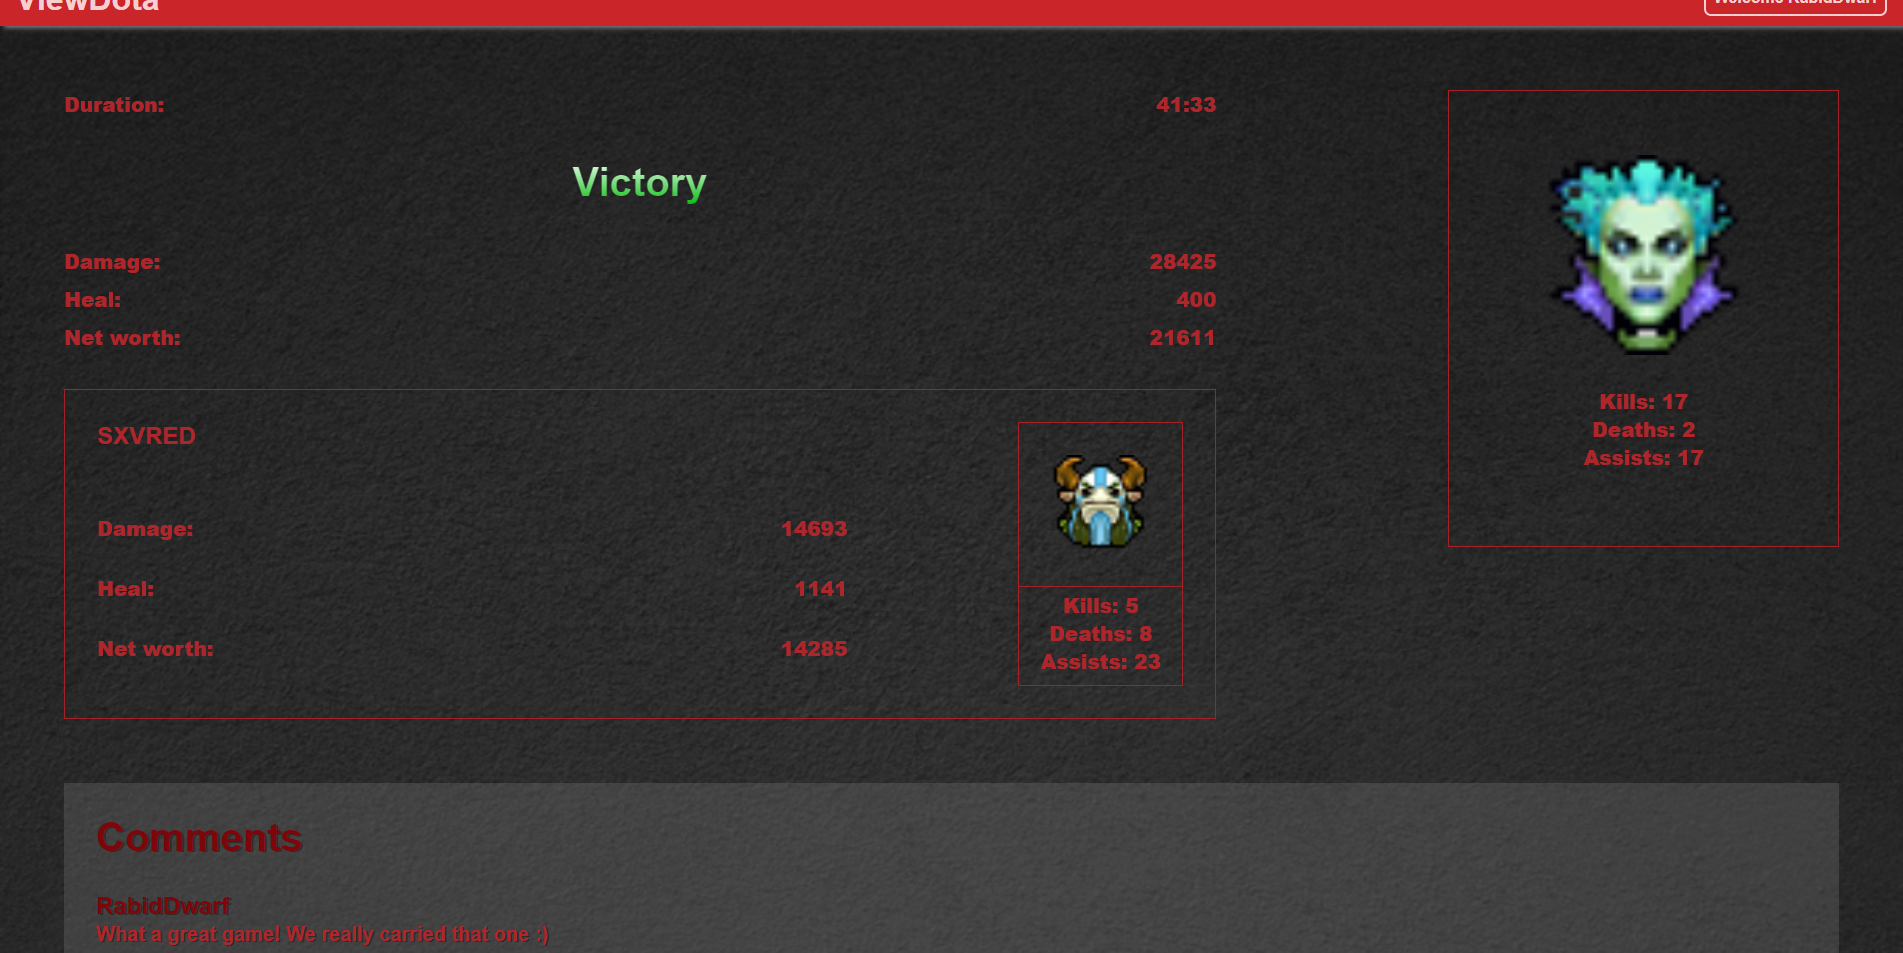 ViewDota
Welcome RabidDwarf
Duration: 41:33
Victory
Damage: 28425
Heal: 400
Net worth: 21611
Kills: 17
Deaths: 2
Assists: 17
SXVRED
Damage: 14693
Heal: 1141
Net worth: 14285
Kills: 5
Deaths: 8
Assists: 23
Comments
RabidDwarf
What a great game! We really carried that one :)